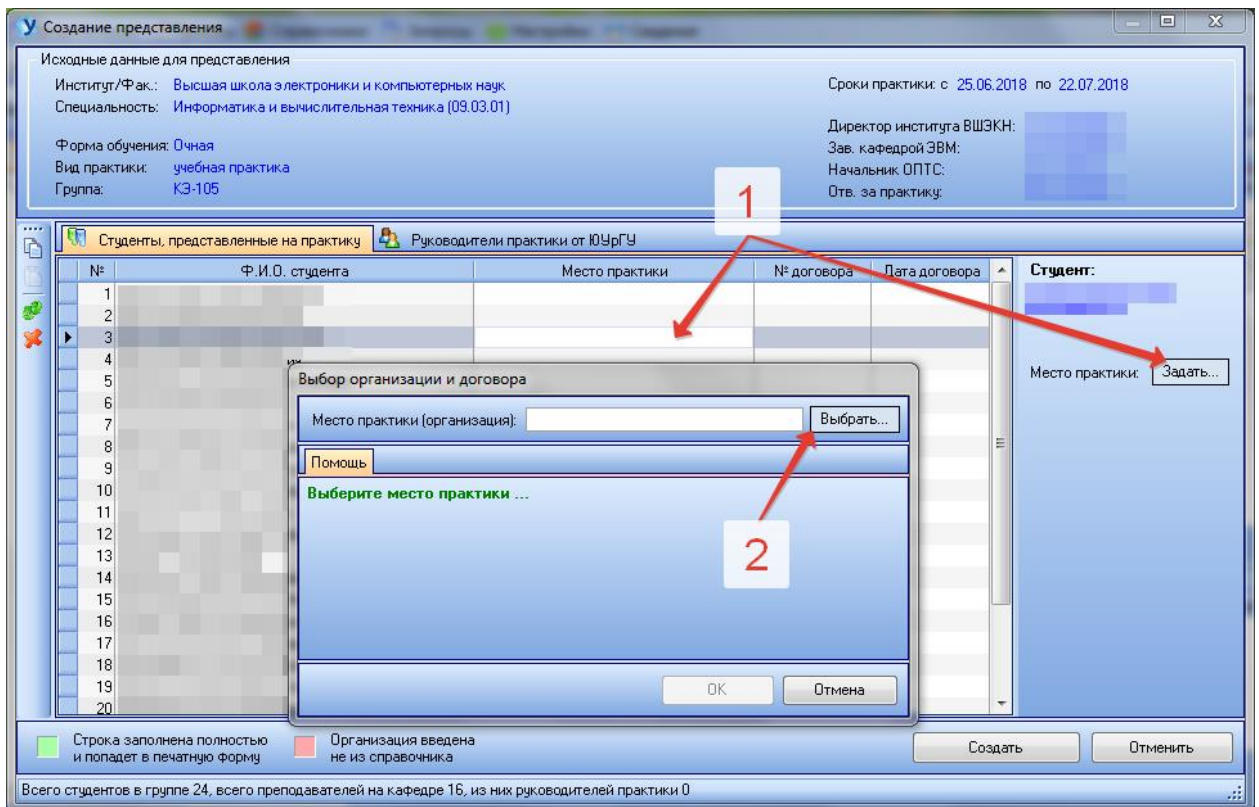 Создание представления
Исходные данные для представления
Институт/Фак.: Высшая школа электроники и компьютерных наук
Сроки практики: с 25.06.2018 по 22.07.2018
Специальность: Информатика и вычислительная техника (09.03.01)
Директор института ВШЭКН:
Форма обучения: Очная
Зав. кафедрой ЭВМ:
Вид практики: учебная практика
Начальник ОПТС:
Группа: КЭ-105
Отв. за практику:
1
Студенты, представленные на практику
Руководители практики от ЮУрГУ
№ Ф.И.О. студента Место практики № договора Дата договора
Студент:
1
2
3
4
5
6
7
8
9
10
11
12
13
14
15
16
17
18
19
20
Место практики: Задать...
Выбор организации и договора
Место практики (организация): Выбрать...
Помощь
Выберите место практики ...
2
OK Отмена
Строка заполнена полностью
и попадет в печатную форму
Организация введена
не из справочника
Создать Отменить
Всего студентов в группе 24, всего преподавателей на кафедре 16, из них руководителей практики 0